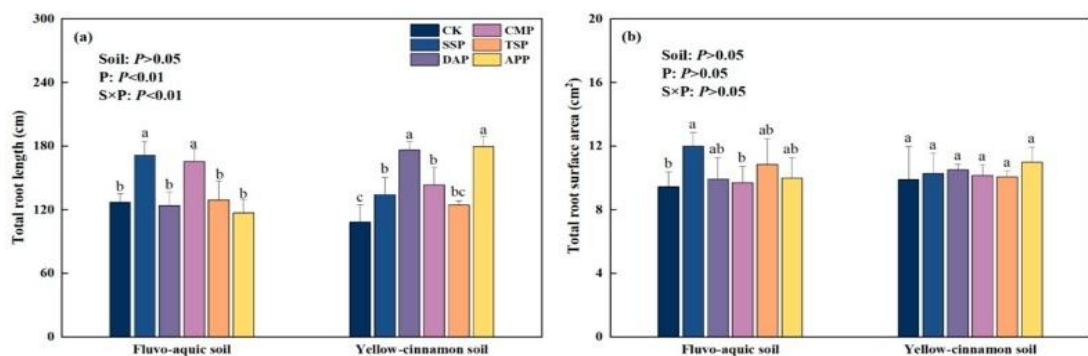 (a)
Soil: P>0.05
P: P<0.01
S×P: P<0.01
CK CMP
SSP TSP
DAP APP
Total root length (cm)
300
240
180
120
60
0
b a b a b b
c b a b bc a
Fluvo-aquic soil Yellow-cinnamon soil
(b)
Soil: P>0.05
P: P>0.05
S×P: P>0.05
Total root surface area (cm²)
20
16
12
8
4
0
b a ab b ab ab
a a a a a a
Fluvo-aquic soil Yellow-cinnamon soil